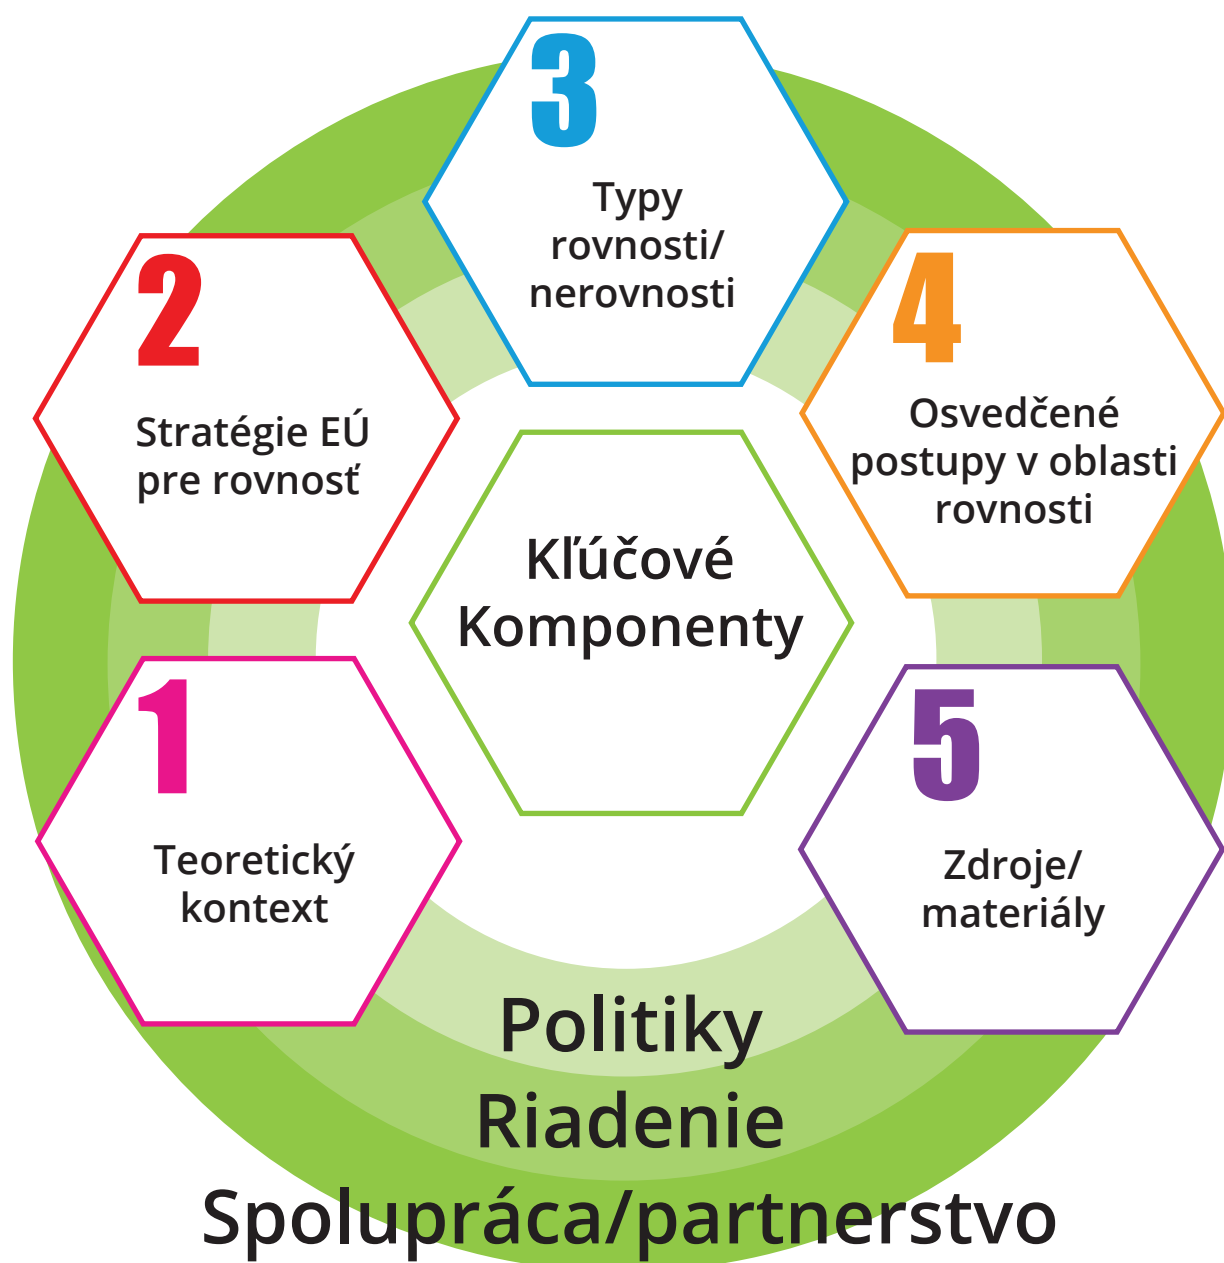 3
Typy
rovnosti/
nerovnosti
2
Stratégie EÚ
pre rovnosť
4
Osvedčené
postupy v oblasti
rovnosti
Kľúčové
Komponenty
1
Teoretický
kontext
5
Zdroje/
materiály
Politiky
Riadenie
Spolupráca/partnerstvo